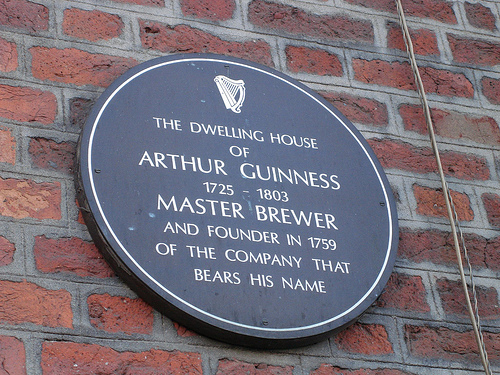 THE DWELLING HOUSE
OF
ARTHUR GUINNESS
1725 - 1803
MASTER BREWER
AND FOUNDER IN 1759
OF THE COMPANY THAT
BEARS HIS NAME